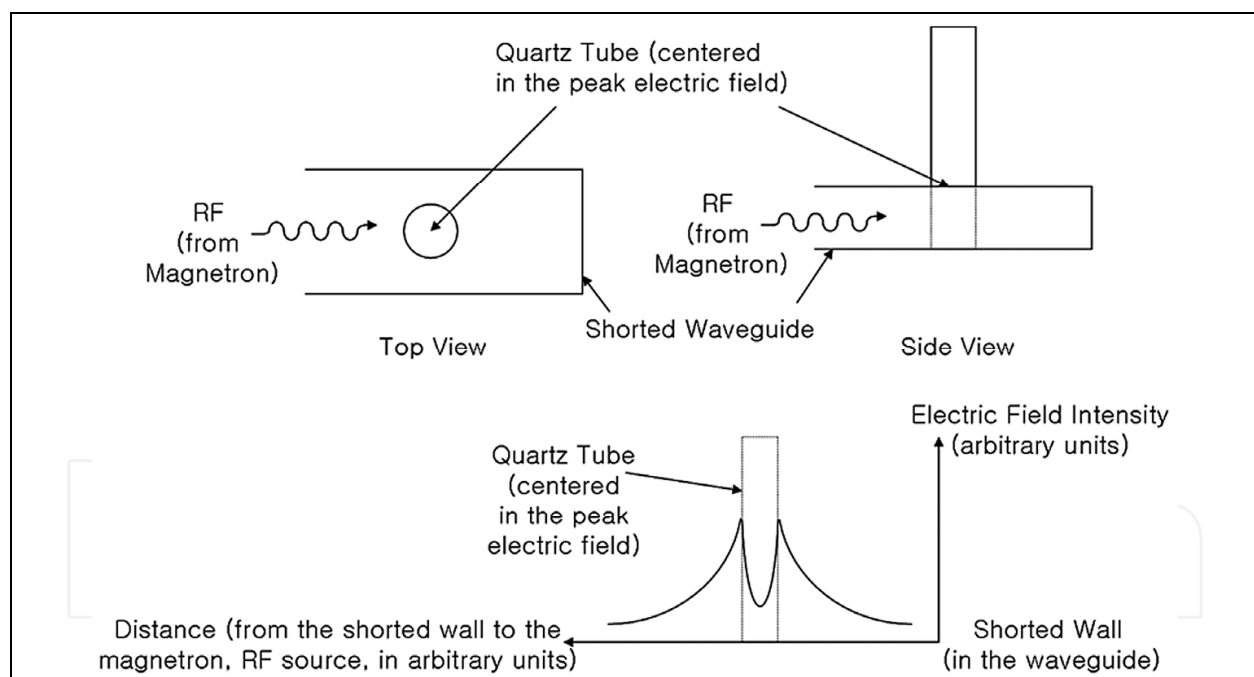 Quartz Tube (centered
in the peak electric field)
RF
(from
Magnetron)
RF
(from
Magnetron)
Shorted Waveguide
Top View
Side View
Electric Field Intensity
(arbitrary units)
Quartz Tube
(centered
in the peak
electric field)
Distance (from the shorted wall to the
magnetron, RF source, in arbitrary units)
Shorted Wall
(in the waveguide)